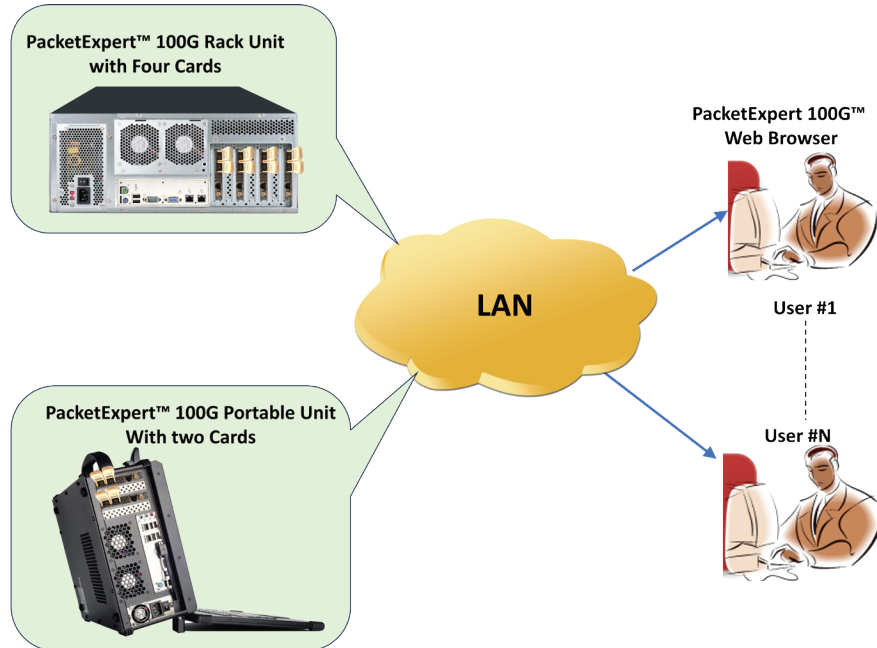 PacketExpert™ 100G Rack Unit
with Four Cards
PacketExpert 100G™
Web Browser
LAN
User #1
PacketExpert™ 100G Portable Unit
With two Cards
User #N